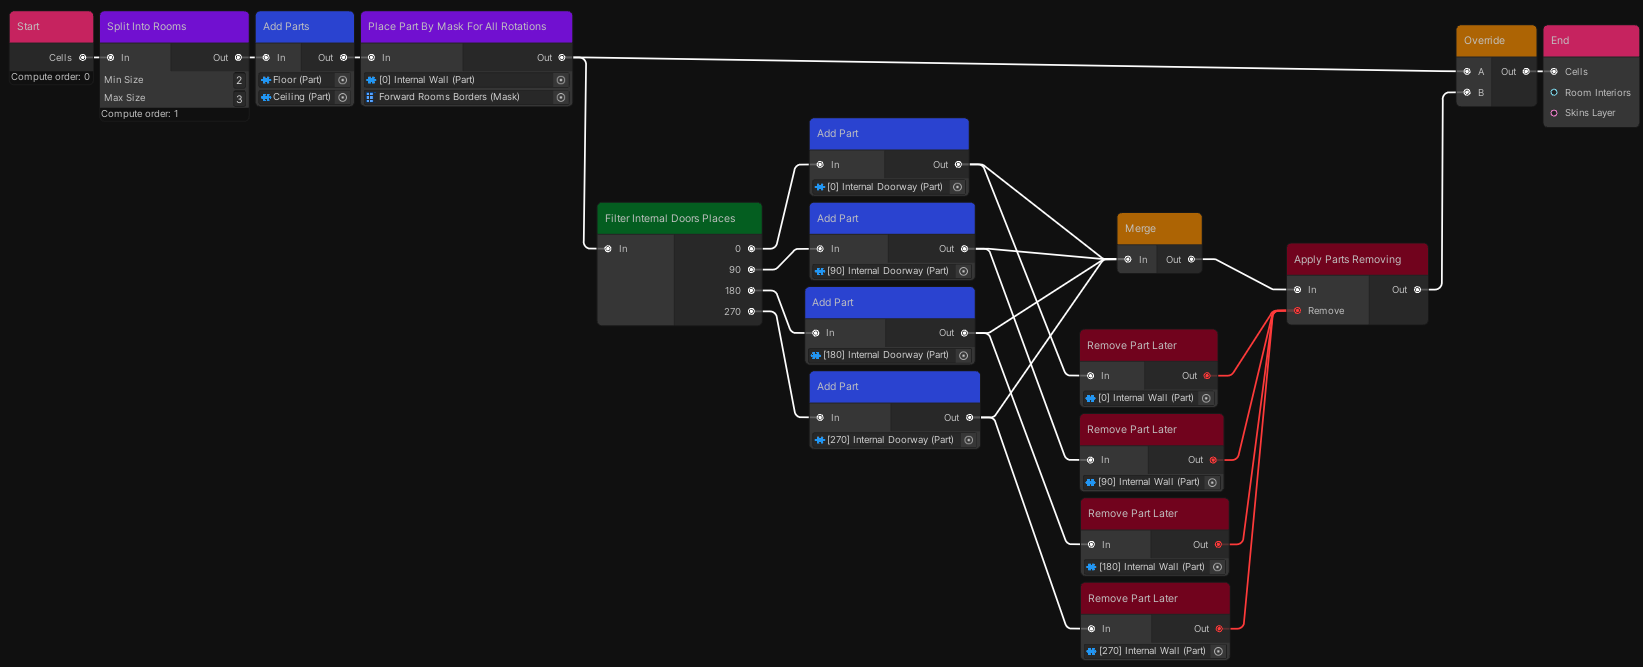 Start
Cells
Compute order: 0
Split Into Rooms
In Out
Min Size 2
Max Size 3
Compute order: 1
Add Parts
In Out
Floor (Part)
Ceiling (Part)
Place Part By Mask For All Rotations
In Out
[0] Internal Wall (Part)
Forward Rooms Borders (Mask)
Filter Internal Doors Places
In 0
90
180
270
Add Part
In Out
[0] Internal Doorway (Part)
Add Part
In Out
[90] Internal Doorway (Part)
Add Part
In Out
[180] Internal Doorway (Part)
Add Part
In Out
[270] Internal Doorway (Part)
Merge
In Out
Remove Part Later
In Out
[0] Internal Wall (Part)
Remove Part Later
In Out
[90] Internal Wall (Part)
Remove Part Later
In Out
[180] Internal Wall (Part)
Remove Part Later
In Out
[270] Internal Wall (Part)
Apply Parts Removing
In Out
Remove
Override
A Out
B
End
Cells
Room Interiors
Skins Layer